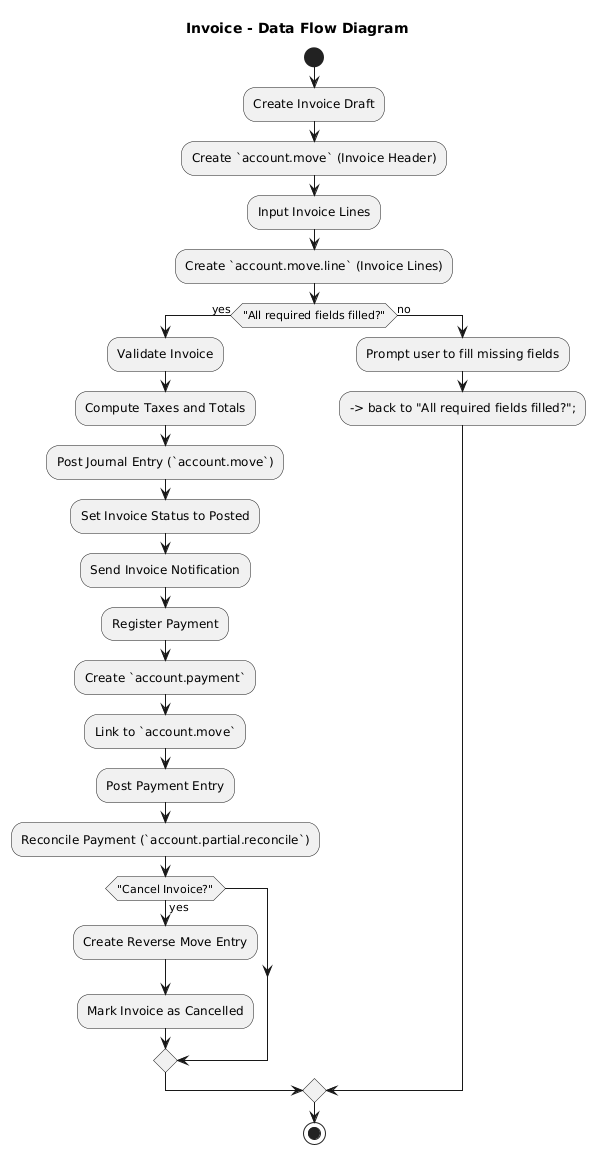 Invoice - Data Flow Diagram
Create Invoice Draft
Create `account.move` (Invoice Header)
Input Invoice Lines
Create `account.move.line` (Invoice Lines)
yes
"All required fields filled?"
no
Validate Invoice
Compute Taxes and Totals
Post Journal Entry (`account.move`)
Set Invoice Status to Posted
Send Invoice Notification
Register Payment
Create `account.payment`
Link to `account.move`
Post Payment Entry
Reconcile Payment (`account.partial.reconcile`)
"Cancel Invoice?"
yes
Create Reverse Move Entry
Mark Invoice as Cancelled
Prompt user to fill missing fields
-> back to "All required fields filled?";